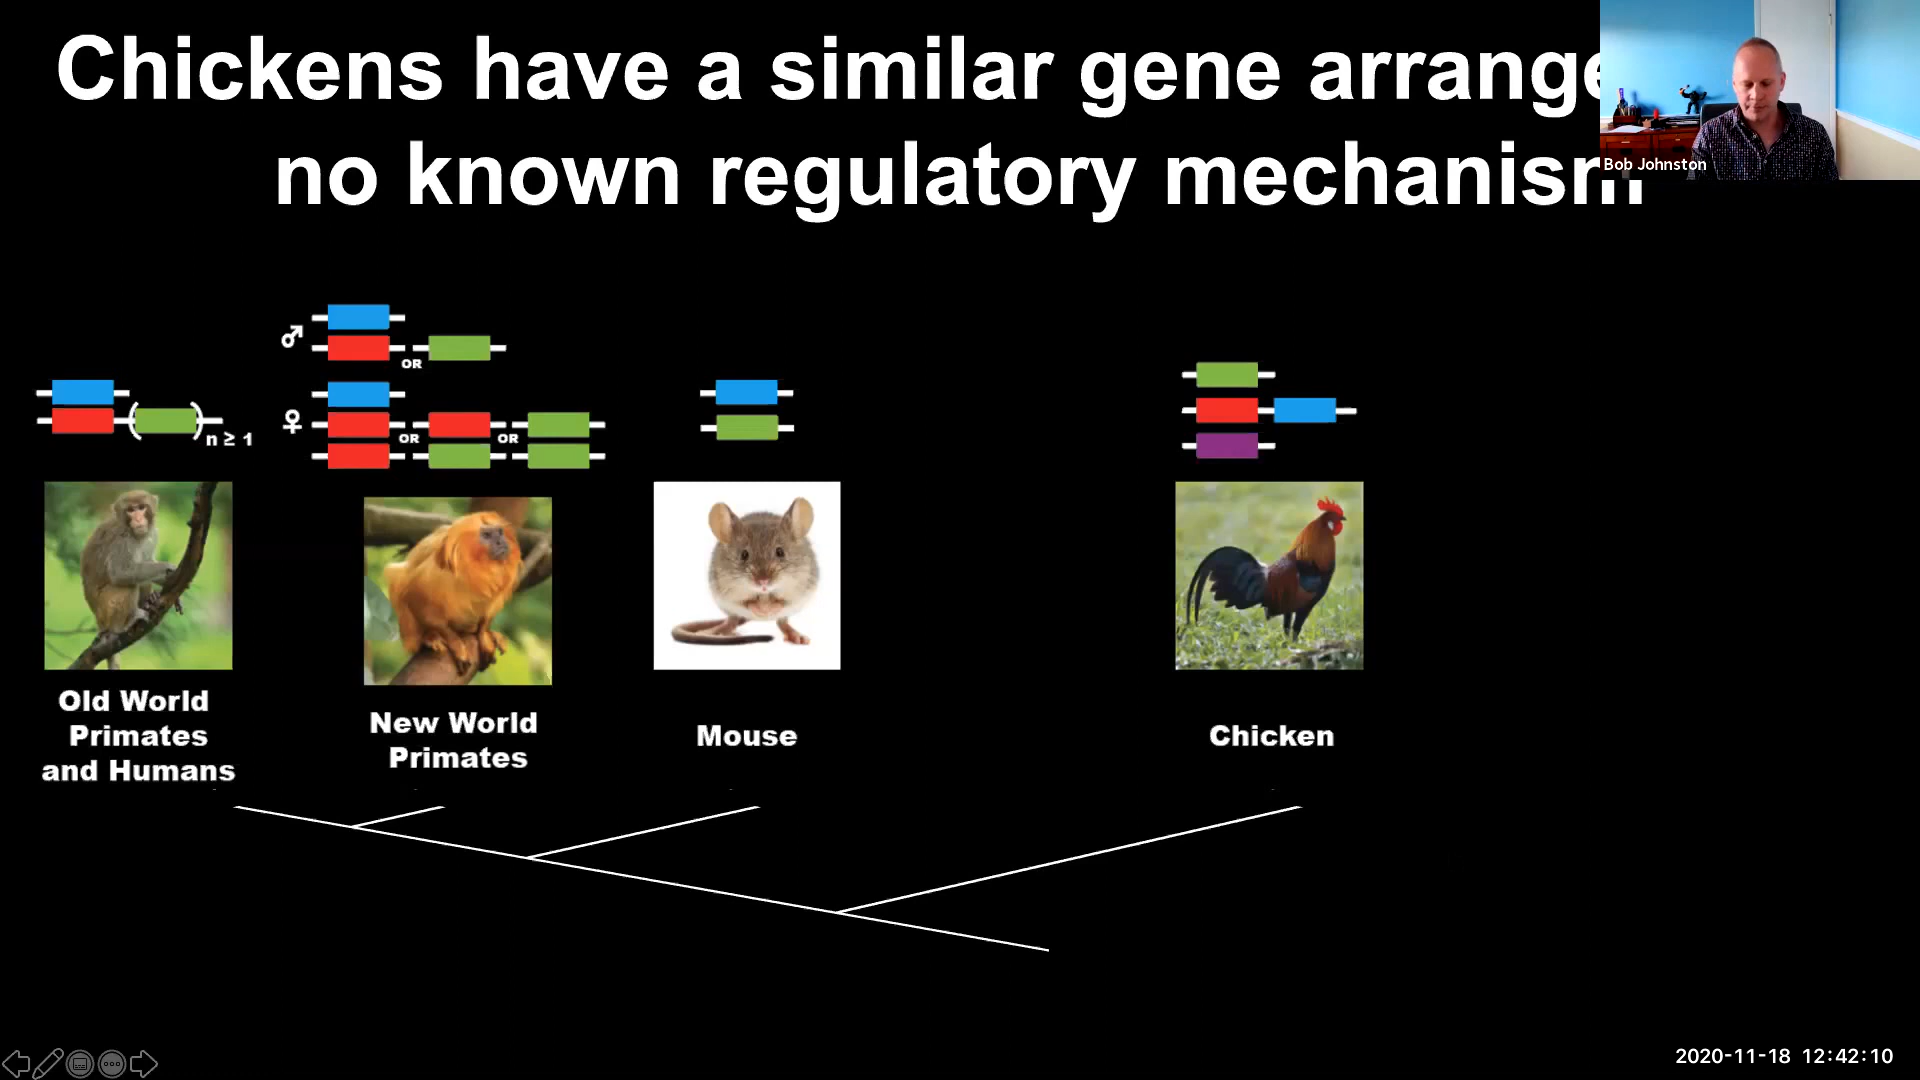 Chickens have a similar gene arrange
no known regulatory mechanism
Bob Johnston
♂
OR
♀
OR
OR
n ≥ 1
Old World
Primates
and Humans
New World
Primates
Mouse
Chicken
2020-11-18 12:42:10